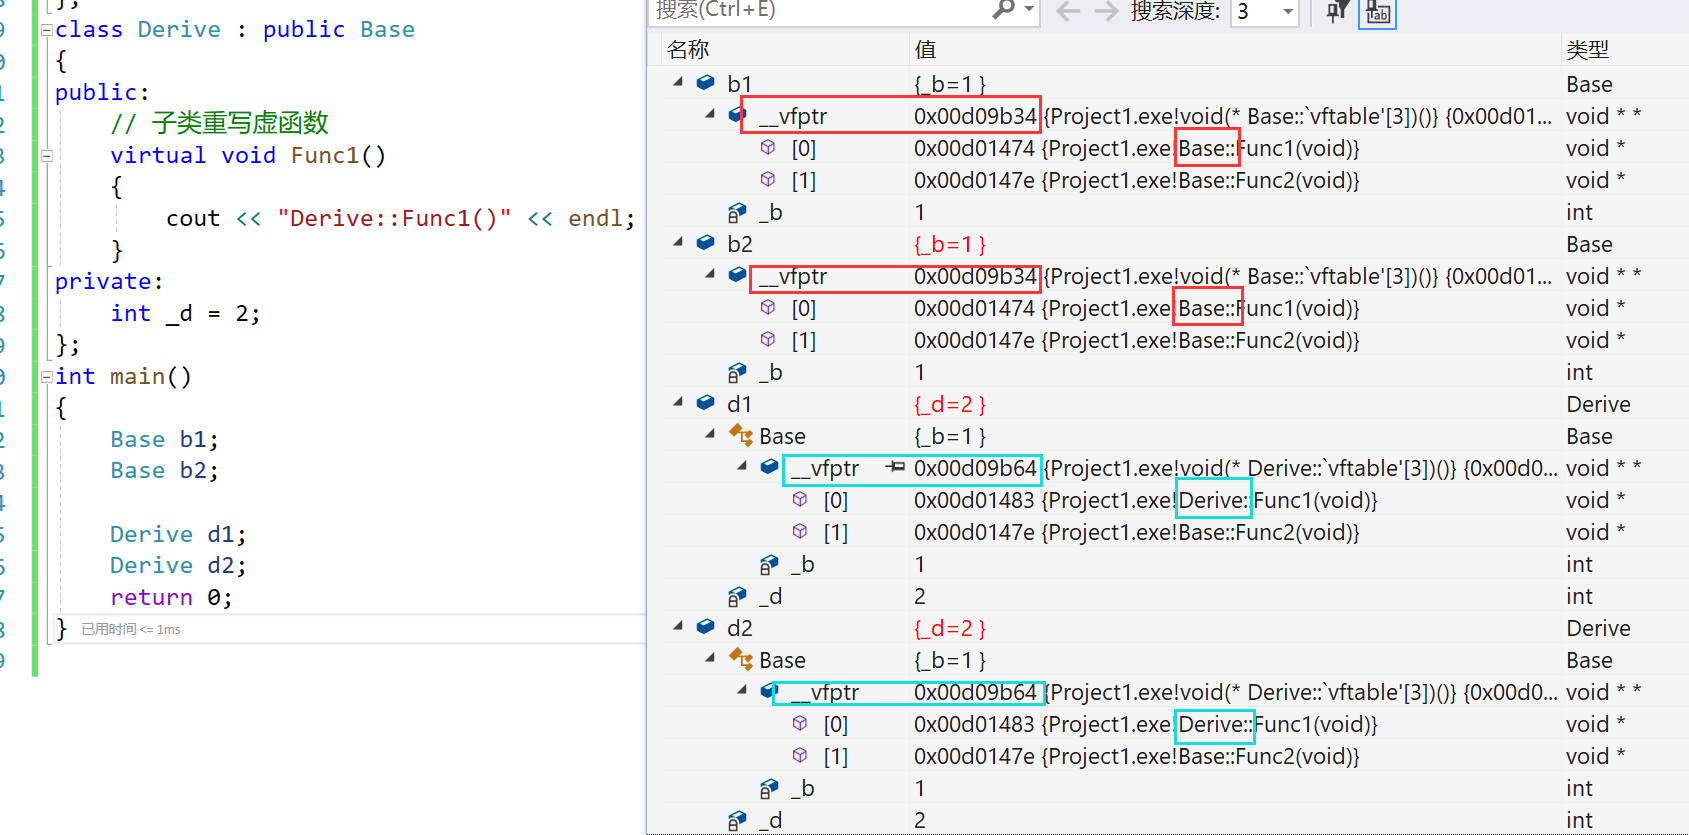 };
class Derive : public Base
{
public:
// 子类重写虚函数
virtual void Func1()
{
cout << "Derive::Func1()" << endl;
}
private:
int _d = 2;
};
int main()
{
Base b1;
Base b2;
Derive d1;
Derive d2;
return 0;
} 已用时间 <= 1ms
搜索(Ctrl+E) 搜索深度: 3
名称 值 类型
b1 {_b=1 } Base
__vfptr 0x00d09b34 {Project1.exe!void(* Base::`vftable'[3])()} {0x00d01... void * *
[0] 0x00d01474 {Project1.exe!Base::Func1(void)} void *
[1] 0x00d0147e {Project1.exe!Base::Func2(void)} void *
_b 1 int
b2 {_b=1 } Base
__vfptr 0x00d09b34 {Project1.exe!void(* Base::`vftable'[3])()} {0x00d01... void * *
[0] 0x00d01474 {Project1.exe!Base::Func1(void)} void *
[1] 0x00d0147e {Project1.exe!Base::Func2(void)} void *
_b 1 int
d1 {_d=2 } Derive
Base {_b=1 } Base
__vfptr 0x00d09b64 {Project1.exe!void(* Derive::`vftable'[3])()} {0x00d0... void * *
[0] 0x00d01483 {Project1.exe!Derive::Func1(void)} void *
[1] 0x00d0147e {Project1.exe!Base::Func2(void)} void *
_b 1 int
_d 2 int
d2 {_d=2 } Derive
Base {_b=1 } Base
__vfptr 0x00d09b64 {Project1.exe!void(* Derive::`vftable'[3])()} {0x00d0... void * *
[0] 0x00d01483 {Project1.exe!Derive::Func1(void)} void *
[1] 0x00d0147e {Project1.exe!Base::Func2(void)} void *
_b 1 int
_d 2 int